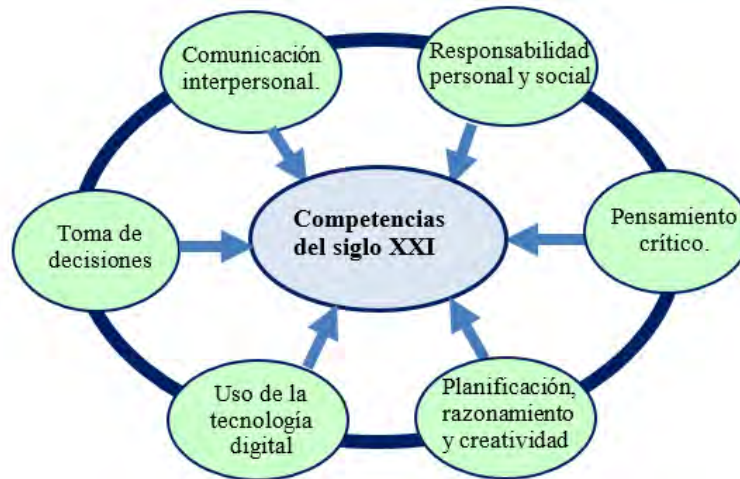 Comunicación
interpersonal.
Responsabilidad
personal y social
Competencias
del siglo XXI
Toma de
decisiones
Pensamiento
crítico.
Uso de la
tecnología
digital
Planificación,
razonamiento
y creatividad